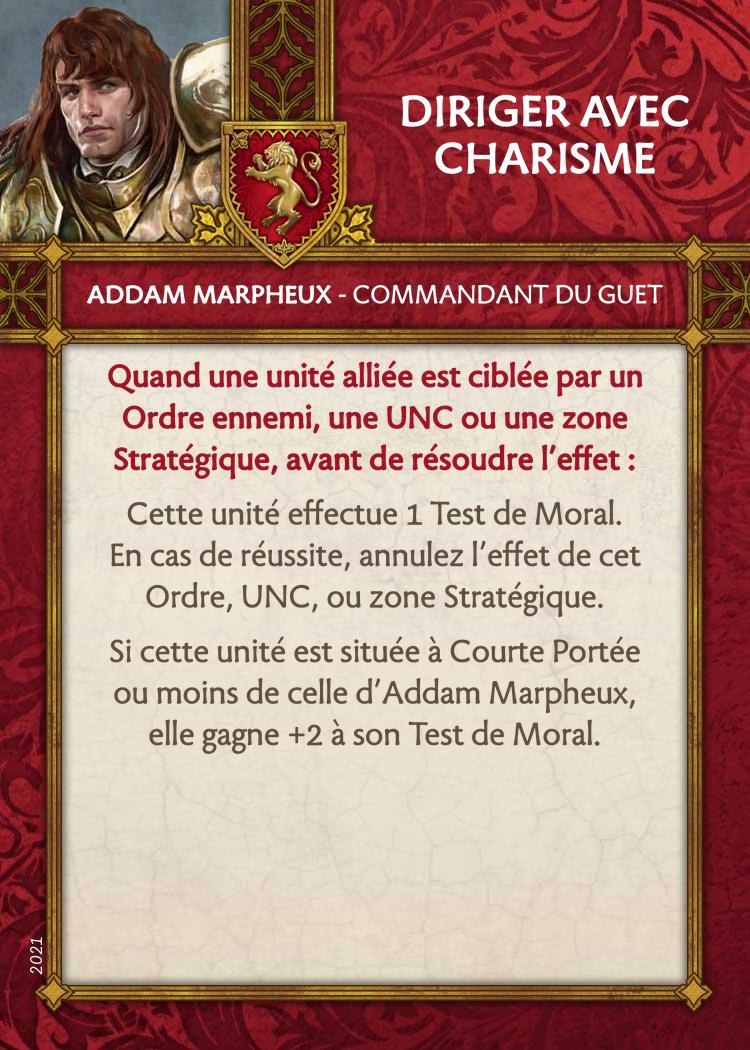 DIRIGER AVEC
CHARISME
ADDAM MARPHEUX - COMMANDANT DU GUET
Quand une unité alliée est ciblée par un
Ordre ennemi, une UNC ou une zone
Stratégique, avant de résoudre l'effet :
Cette unité effectue 1 Test de Moral.
En cas de réussite, annulez l'effet de cet
Ordre, UNC, ou zone Stratégique.
Si cette unité est située à Courte Portée
ou moins de celle d'Addam Marpheux,
elle gagne +2 à son Test de Moral.
2021